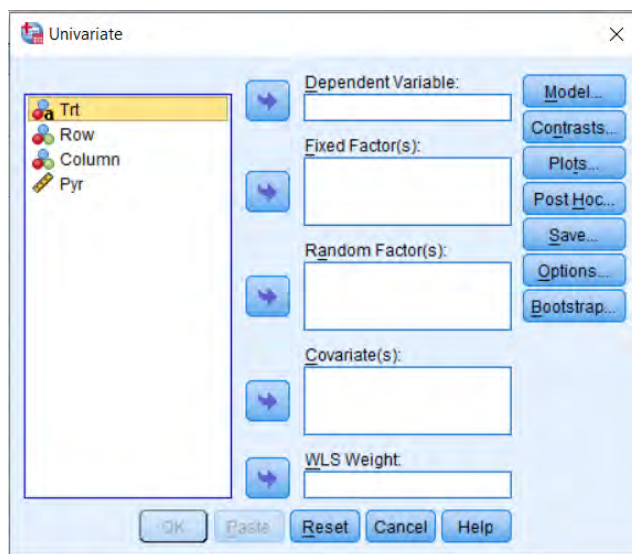 Univariate
Trt
Row
Column
Pyr
Dependent Variable:
Fixed Factor(s):
Random Factor(s):
Covariate(s):
WLS Weight:
Model...
Contrasts...
Plots...
Post Hoc...
Save...
Options...
Bootstrap...
OK
Paste
Reset
Cancel
Help